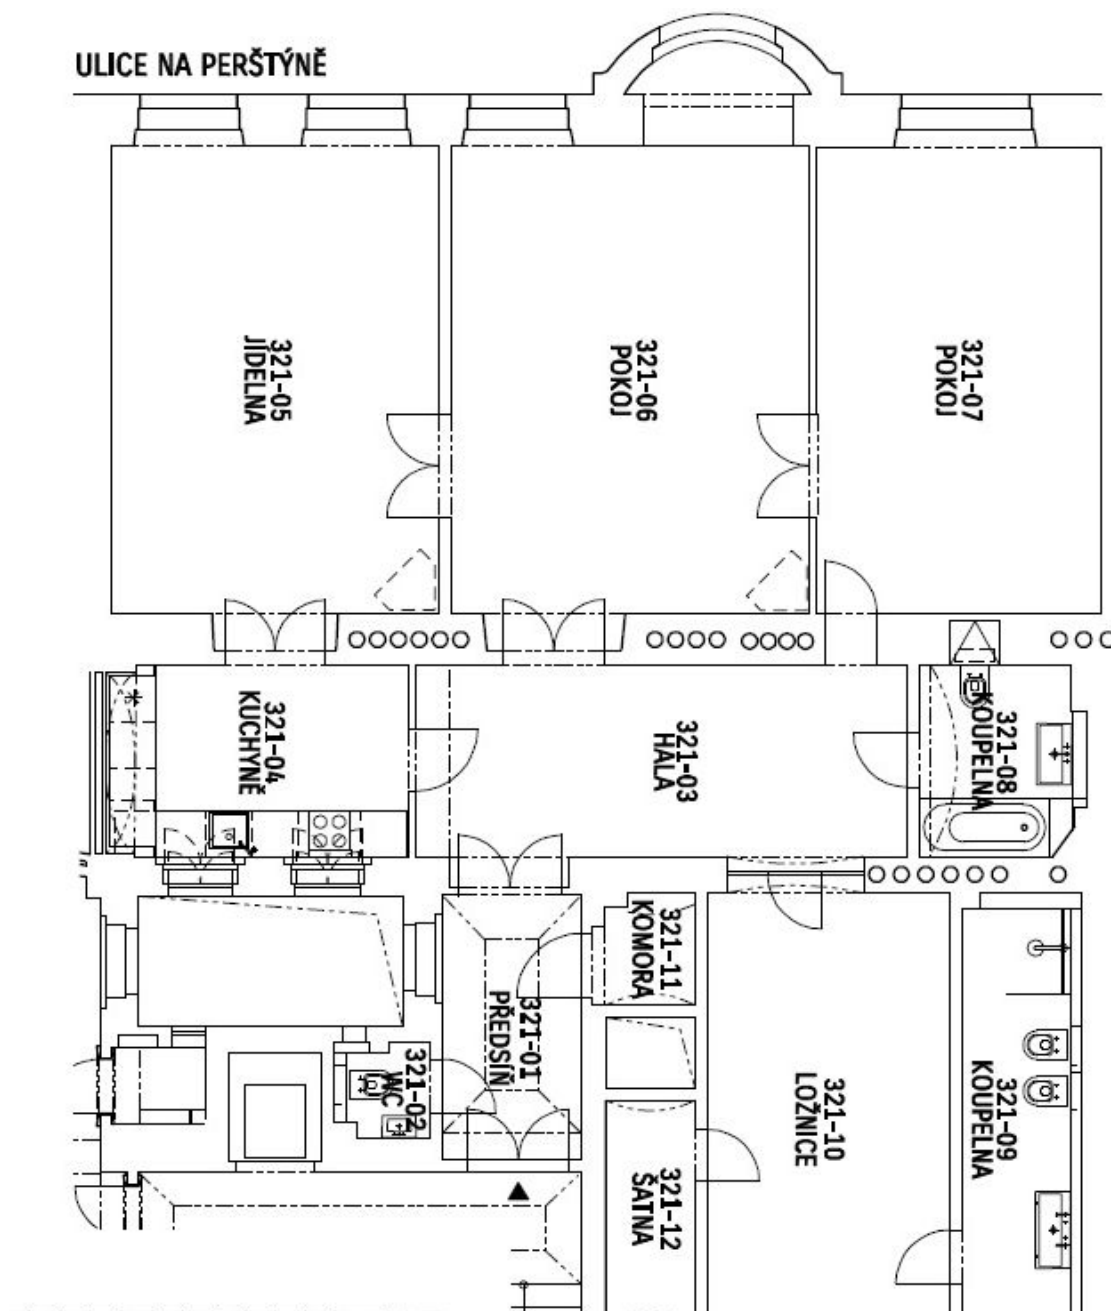 ULICE NA PERŠTÝNĚ
321-05
JÍDELNA
321-06
POKOJ
321-07
POKOJ
321-04
KUCHYNĚ
321-03
HALA
321-08
KOUPELNA
321-11
KOMORA
321-01
PŘEDSÍŇ
321-02
WC
321-10
LOŽNICE
321-09
KOUPELNA
321-12
ŠATNA